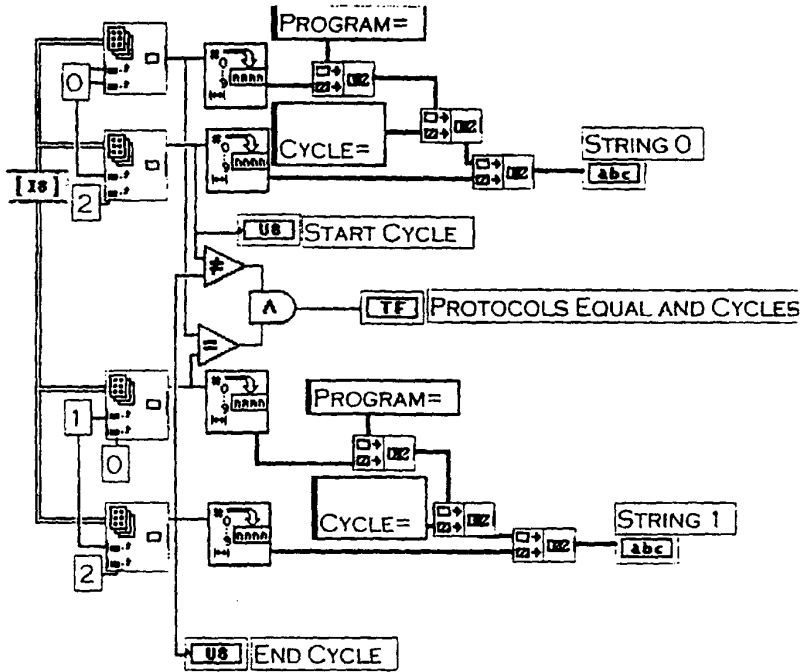 PROGRAM=
0
CYCLE=
STRING 0
abc
[I8]
2
U8 START CYCLE
≠
Λ
TF PROTOCOLS EQUAL AND CYCLES
=
PROGRAM=
1
0
CYCLE=
STRING 1
abc
2
U8 END CYCLE